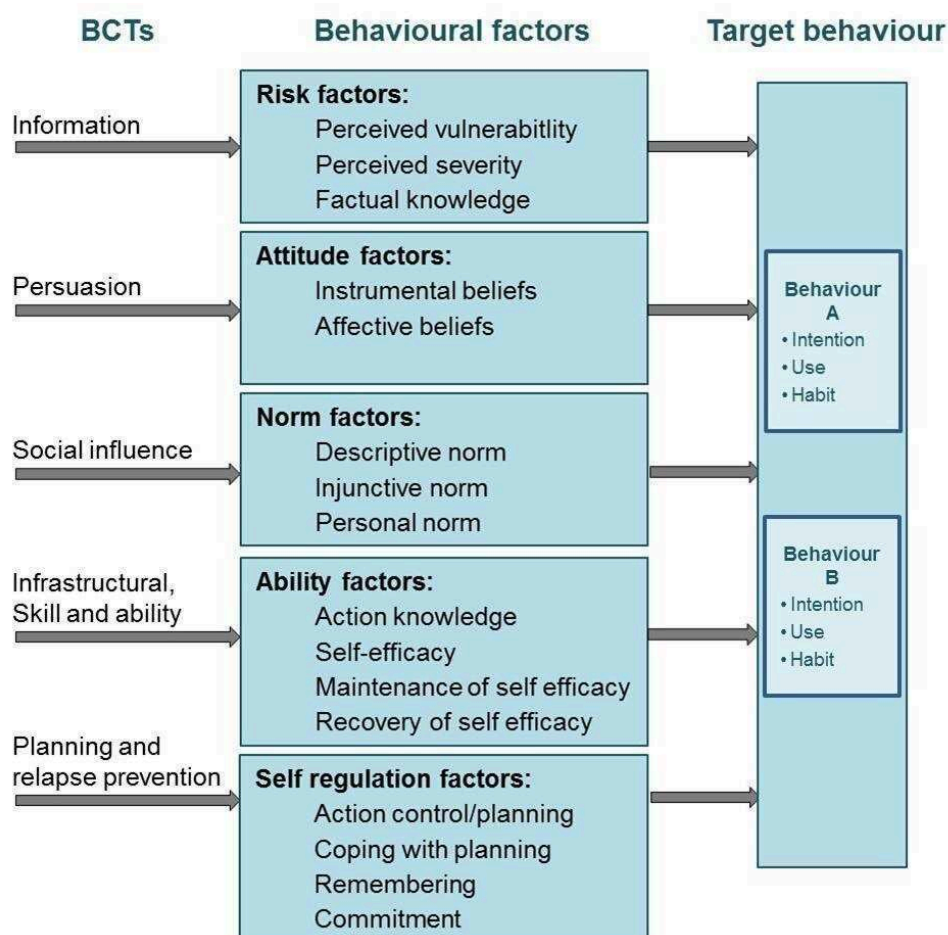 BCTs
Behavioural factors
Target behaviour
Information
Risk factors:
Perceived vulnerabitlity
Perceived severity
Factual knowledge
Persuasion
Attitude factors:
Instrumental beliefs
Affective beliefs
Behaviour
A
• Intention
• Use
• Habit
Social influence
Norm factors:
Descriptive norm
Injunctive norm
Personal norm
Infrastructural,
Skill and ability
Ability factors:
Action knowledge
Self-efficacy
Maintenance of self efficacy
Recovery of self efficacy
Behaviour
B
• Intention
• Use
• Habit
Planning and
relapse prevention
Self regulation factors:
Action control/planning
Coping with planning
Remembering
Commitment